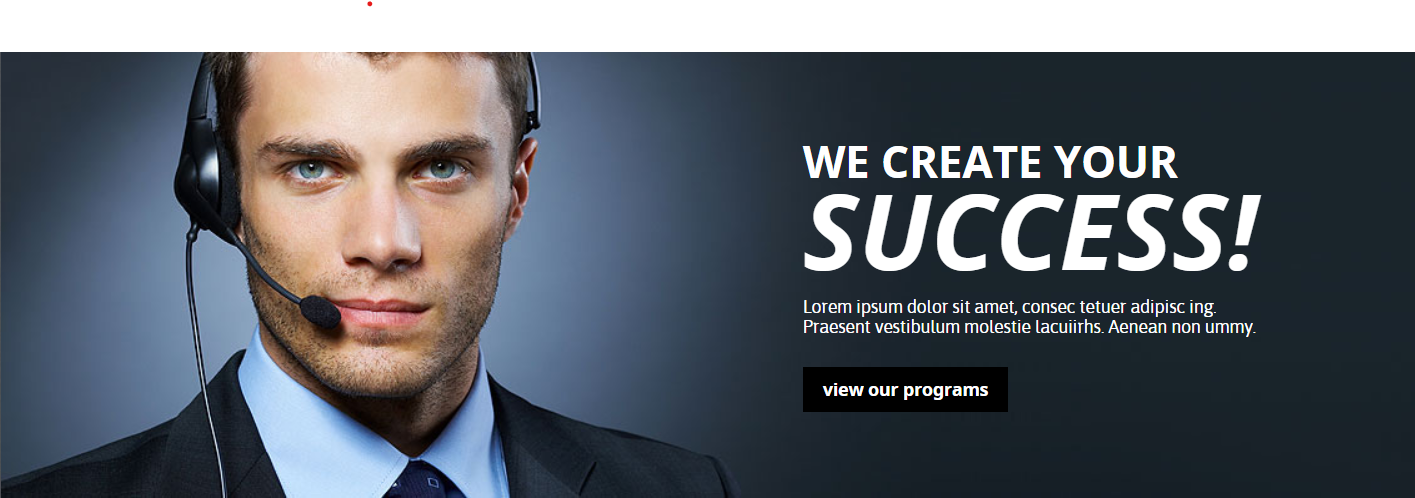 WE CREATE YOUR
SUCCESS!
Lorem ipsum dolor sit amet, consec tetuer adipisc ing.
Praesent vestibulum molestie lacuiirhs. Aenean non ummy.
view our programs